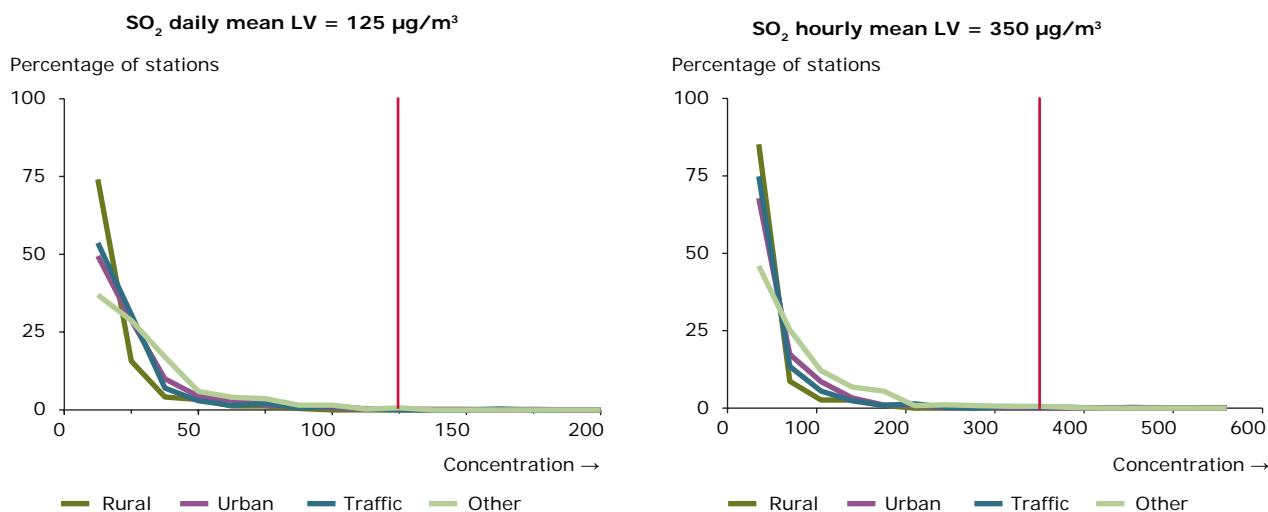 SO₂ daily mean LV = 125 µg/m³
Percentage of stations
100
75
50
25
0
0 50 100 150 200
Concentration →
Rural Urban Traffic Other
SO₂ hourly mean LV = 350 µg/m³
Percentage of stations
100
75
50
25
0
0 100 200 300 400 500 600
Concentration →
Rural Urban Traffic Other